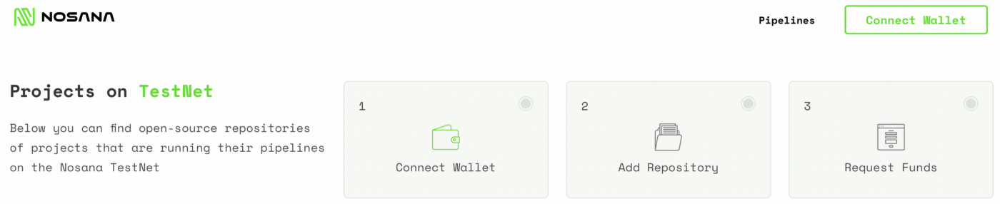 NOSANA
Pipelines
Connect Wallet
Projects on TestNet
Below you can find open-source repositories
of projects that are running their pipelines
on the Nosana TestNet
1
Connect Wallet
2
Add Repository
3
Request Funds